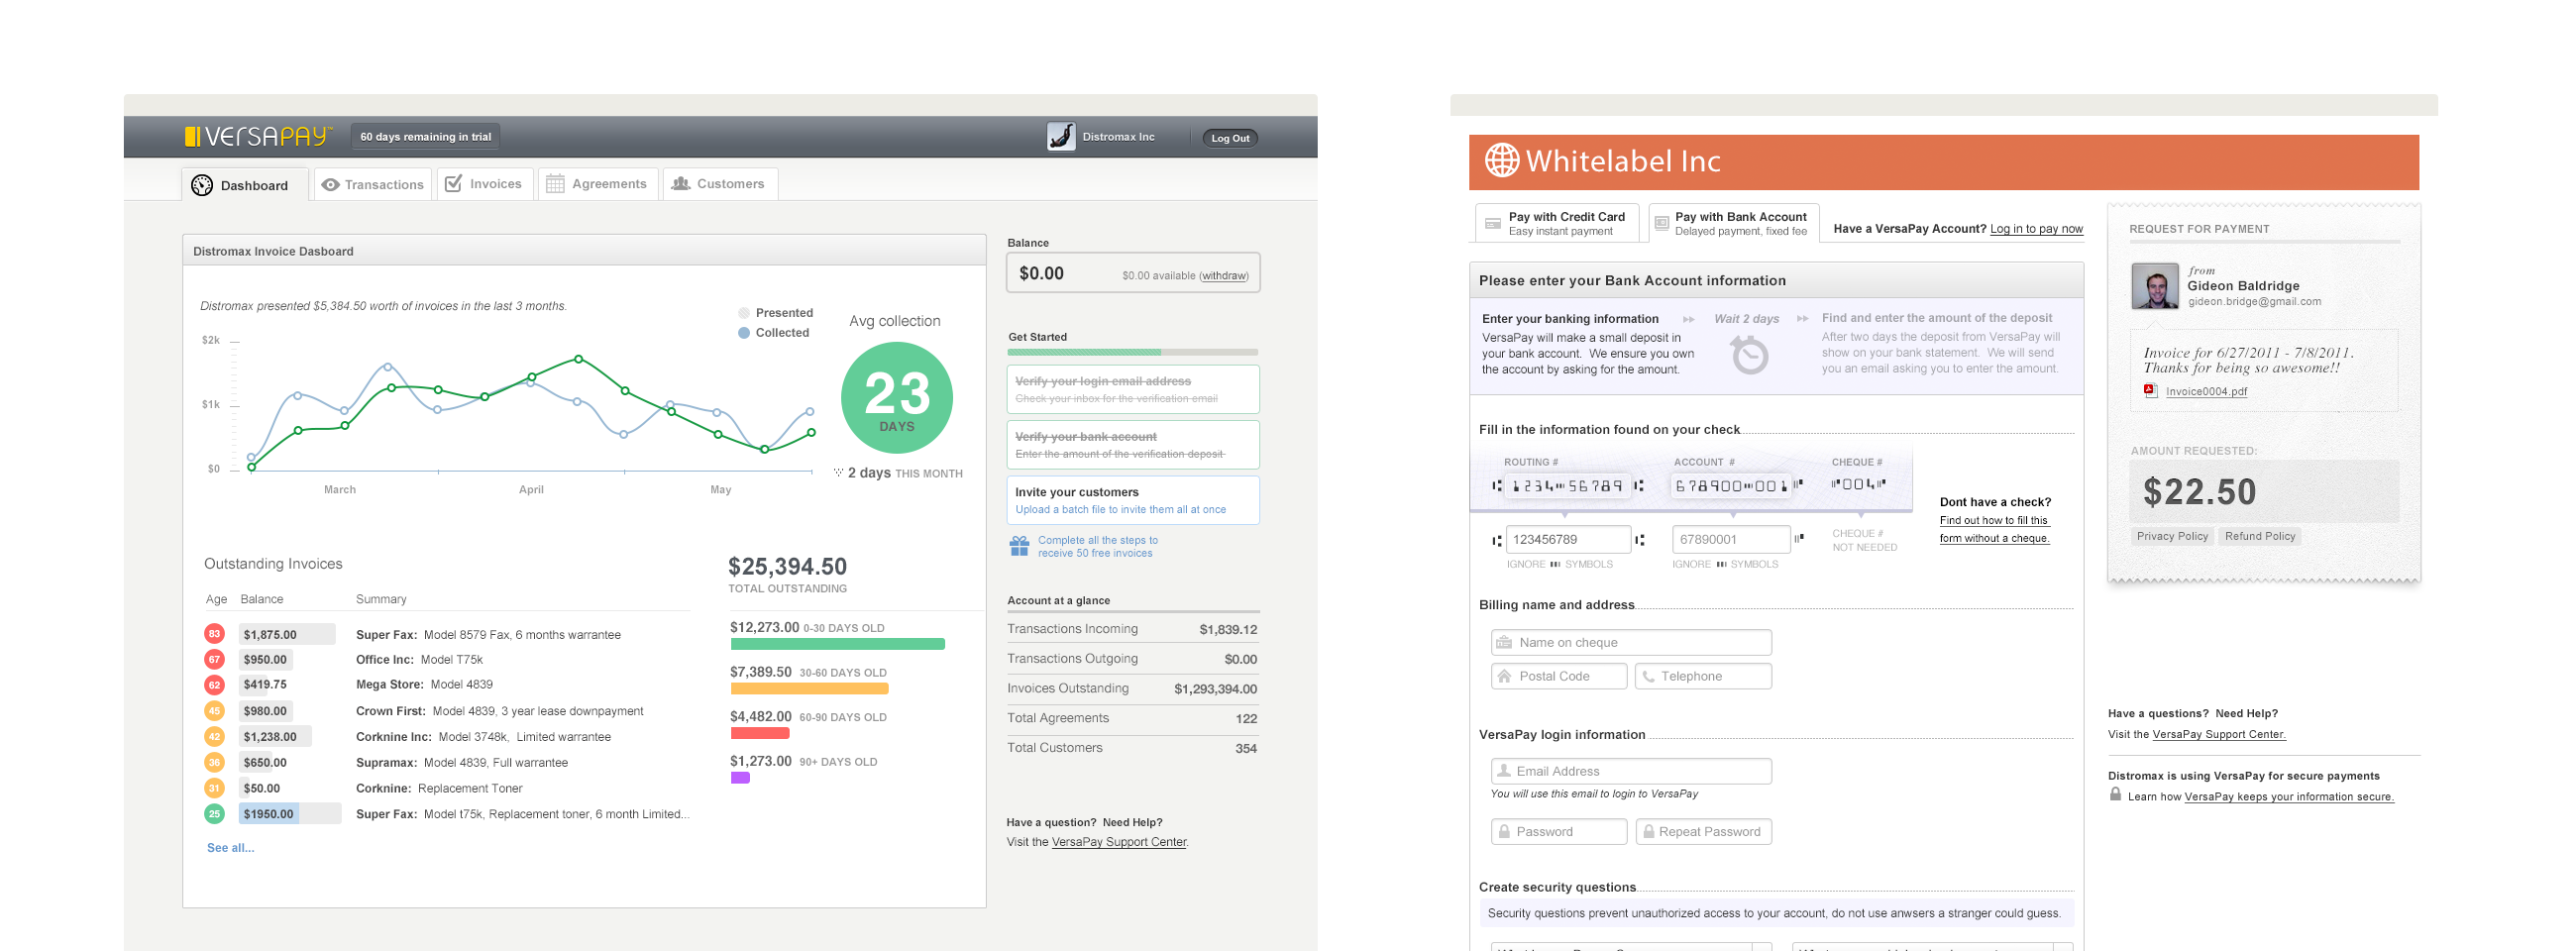 VERSAPAY™
60 days remaining in trial
Distromax Inc
Log Out
Dashboard
Transactions
Invoices
Agreements
Customers
Distromax Invoice Dasboard
Distromax presented $5,384.50 worth of invoices in the last 3 months.
Presented
Collected
$2k
$1k
$0
March
April
May
Avg collection
23
DAYS
2 days THIS MONTH
Outstanding Invoices
Age Balance Summary
83 $1,875.00 Super Fax: Model 8579 Fax, 6 months warrantee
67 $950.00 Office Inc: Model T75k
62 $419.75 Mega Store: Model 4839
45 $980.00 Crown First: Model 4839, 3 year lease downpayment
42 $1,238.00 Corknine Inc: Model 3748k, Limited warrantee
36 $650.00 Supramax: Model 4839, Full warrantee
31 $50.00 Corknine: Replacement Toner
25 $1950.00 Super Fax: Model t75k, Replacement toner, 6 month Limited...
See all...
$25,394.50
TOTAL OUTSTANDING
$12,273.00 0-30 DAYS OLD
$7,389.50 30-60 DAYS OLD
$4,482.00 60-90 DAYS OLD
$1,273.00 90+ DAYS OLD
Balance
$0.00 $0.00 available (withdraw)
Get Started
Verify your login email address
Check your inbox for the verification email
Verify your bank account
Enter the amount of the verification deposit
Invite your customers
Upload a batch file to invite them all at once
Complete all the steps to
receive 50 free invoices
Account at a glance
Transactions Incoming $1,839.12
Transactions Outgoing $0.00
Invoices Outstanding $1,293,394.00
Total Agreements 122
Total Customers 354
Have a question? Need Help?
Visit the VersaPay Support Center.
Whitelabel Inc
Pay with Credit Card
Easy instant payment
Pay with Bank Account
Delayed payment, fixed fee
Have a VersaPay Account? Log in to pay now
Please enter your Bank Account information
Enter your banking information
VersaPay will make a small deposit in
your bank account. We ensure you own
the account by asking for the amount.
Wait 2 days
Find and enter the amount of the deposit
After two days the deposit from VersaPay will
show on your bank statement. We will send
you an email asking you to enter the amount.
Fill in the information found on your check
ROUTING # ACCOUNT # CHEQUE #
⑆1234⑉56789⑆ 678900⑉001⑈ ⑈004⑈
123456789
67890001
CHEQUE #
NOT NEEDED
IGNORE ⑉ SYMBOLS
IGNORE ⑉ SYMBOLS
Dont have a check?
Find out how to fill this
form without a cheque.
Billing name and address
Name on cheque
Postal Code
Telephone
VersaPay login information
Email Address
You will use this email to login to VersaPay
Password
Repeat Password
Create security questions
Security questions prevent unauthorized access to your account, do not use anwsers a stranger could guess.
REQUEST FOR PAYMENT
from
Gideon Baldridge
gideon.bridge@gmail.com
Invoice for 6/27/2011 - 7/8/2011.
Thanks for being so awesome!!
Invoice0004.pdf
AMOUNT REQUESTED:
$22.50
Privacy Policy
Refund Policy
Have a questions? Need Help?
Visit the VersaPay Support Center.
Distromax is using VersaPay for secure payments
Learn how VersaPay keeps your information secure.